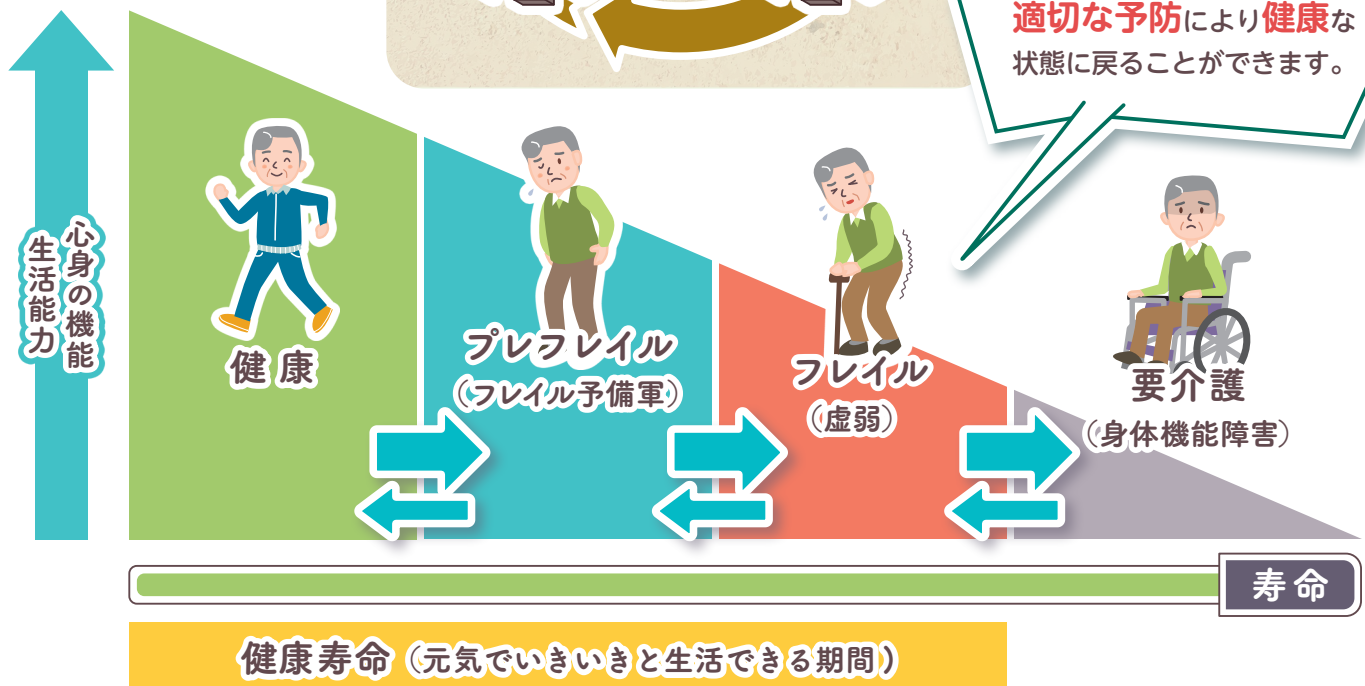 適切な予防により健康な
状態に戻ることができます。
心身の機能
生活能力
健康
プレフレイル
（フレイル予備軍）
フレイル
（虚弱）
要介護
（身体機能障害）
寿命
健康寿命（元気でいきいきと生活できる期間）